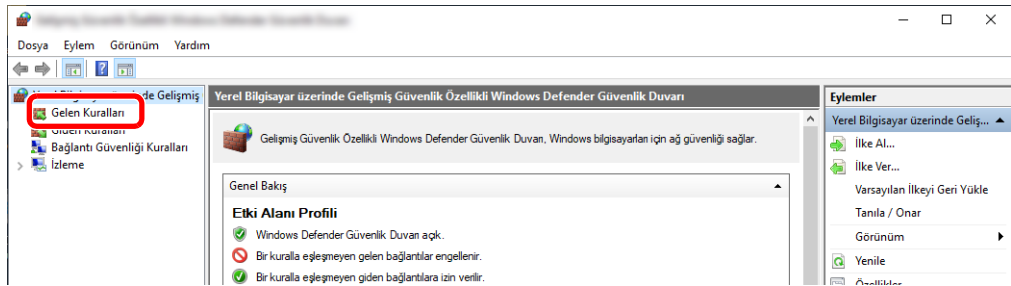 Dosya Eylem Görünüm Yardım
Gelişmiş
Gelen Kuralları
Giden Kuralları
Bağlantı Güvenliği Kuralları
İzleme
Yerel Bilgisayar üzerinde Gelişmiş Güvenlik Özellikli Windows Defender Güvenlik Duvarı
Gelişmiş Güvenlik Özellikli Windows Defender Güvenlik Duvarı, Windows bilgisayarları için ağ güvenliği sağlar.
Genel Bakış
Etki Alanı Profili
Windows Defender Güvenlik Duvarı açık.
Bir kuralla eşleşmeyen gelen bağlantılar engellenir.
Bir kuralla eşleşmeyen giden bağlantılara izin verilir.
Eylemler
Yerel Bilgisayar üzerinde Geliş...
İlke Al...
İlke Ver...
Varsayılan İlkeyi Geri Yükle
Tanıla / Onar
Görünüm
Yenile
Özellikler